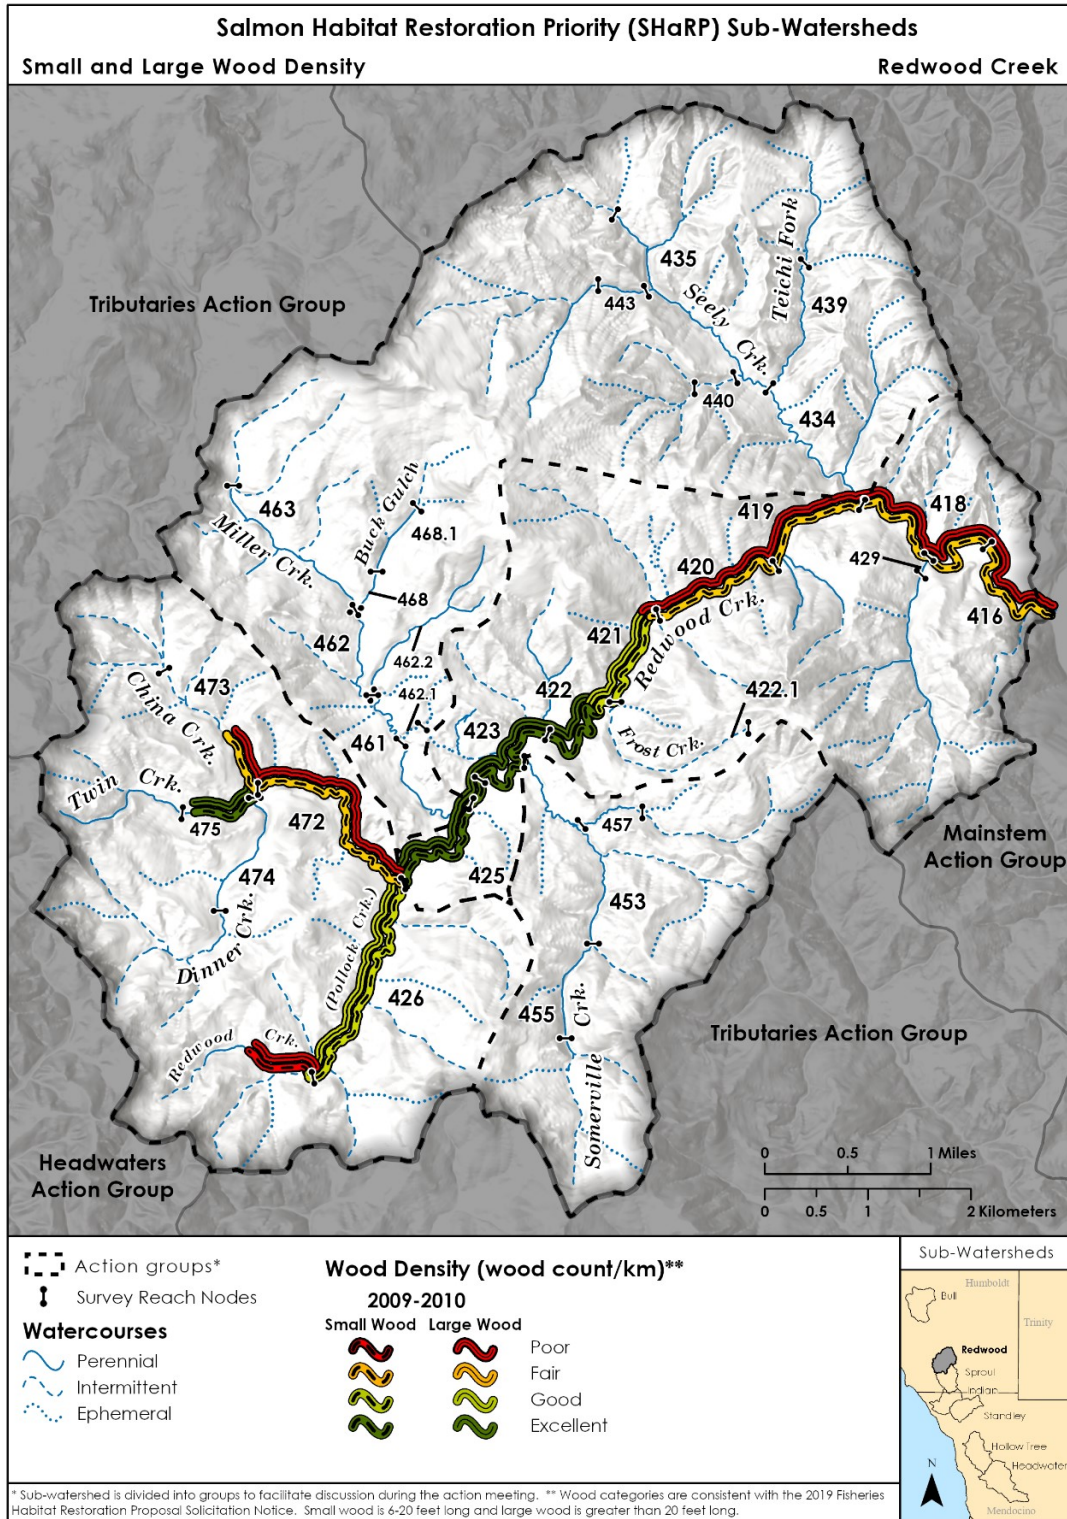 Salmon Habitat Restoration Priority (SHaRP) Sub-Watersheds
Small and Large Wood Density
Redwood Creek
Tributaries Action Group
435
Teichi Fork
443
Seely Crk.
439
440
434
463
Buck Gulch
468.1
Miller Crk.
419
418
468
420
429
462
462.2
421
Redwood Crk.
416
473
462.1
422
422.1
China Crk.
423
461
Frost Crk.
Twin Crk.
475
472
457
Mainstem
Action Group
474
425
453
(Pollock Crk.)
Dinner Crk.
426
455
Crk.
Redwood Crk.
Tributaries Action Group
Somerville
Headwaters
Action Group
0 0.5 1 Miles
0 0.5 1 2 Kilometers
Action groups*
Survey Reach Nodes
Watercourses
Perennial
Intermittent
Ephemeral
Wood Density (wood count/km)**
2009-2010
Small Wood Large Wood
Poor
Fair
Good
Excellent
Sub-Watersheds
Humboldt
Bull
Trinity
Redwood
Sproul
Indian
Standley
Hollow Tree
Headwater
N
Mendocino
* Sub-watershed is divided into groups to facilitate discussion during the action meeting. ** Wood categories are consistent with the 2019 Fisheries
Habitat Restoration Proposal Solicitation Notice. Small wood is 6-20 feet long and large wood is greater than 20 feet long.